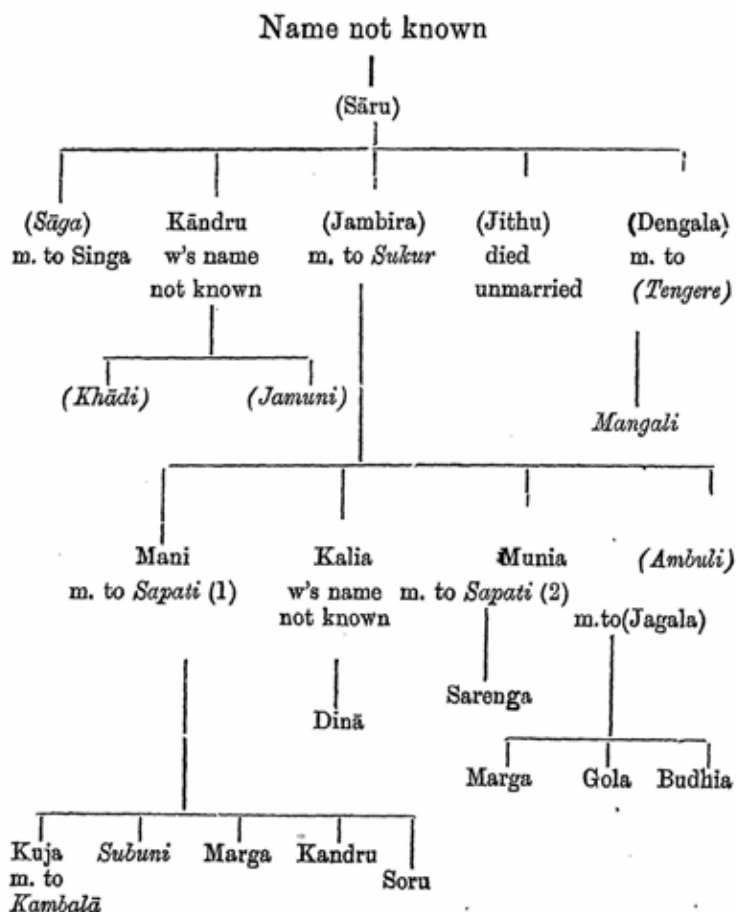 Name not known
(Sāru)
(Sāga) Kāndru (Jambira) (Jithu) (Dengala)
m. to Singa w's name m. to Sukur died m. to
not known unmarried (Tengere)
(Khādi) (Jamuni)
Mangali
Mani Kalia Munia (Ambuli)
m. to Sapati (1) w's name m. to Sapati (2)
not known m.to(Jagala)
Sarenga
Dinā
Marga Gola Budhia
Kuja Subuni Marga Kandru
m. to Soru
Kambalā